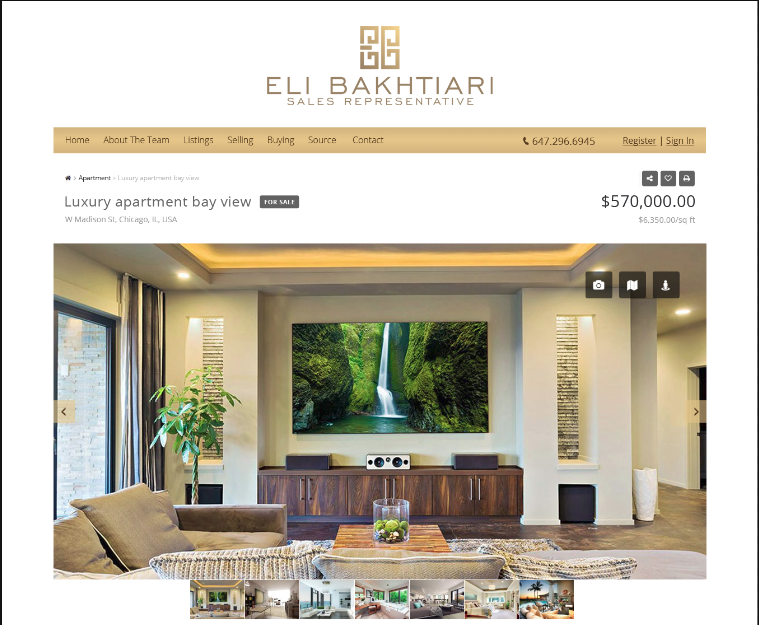 ELI BAKHTIARI
SALES REPRESENTATIVE
Home About The Team Listings Selling Buying Source Contact 647.296.6945 Register | Sign In
› Apartment › Luxury apartment bay view
Luxury apartment bay view FOR SALE $570,000.00
W Madison St, Chicago, IL, USA $6,350.00/sq ft